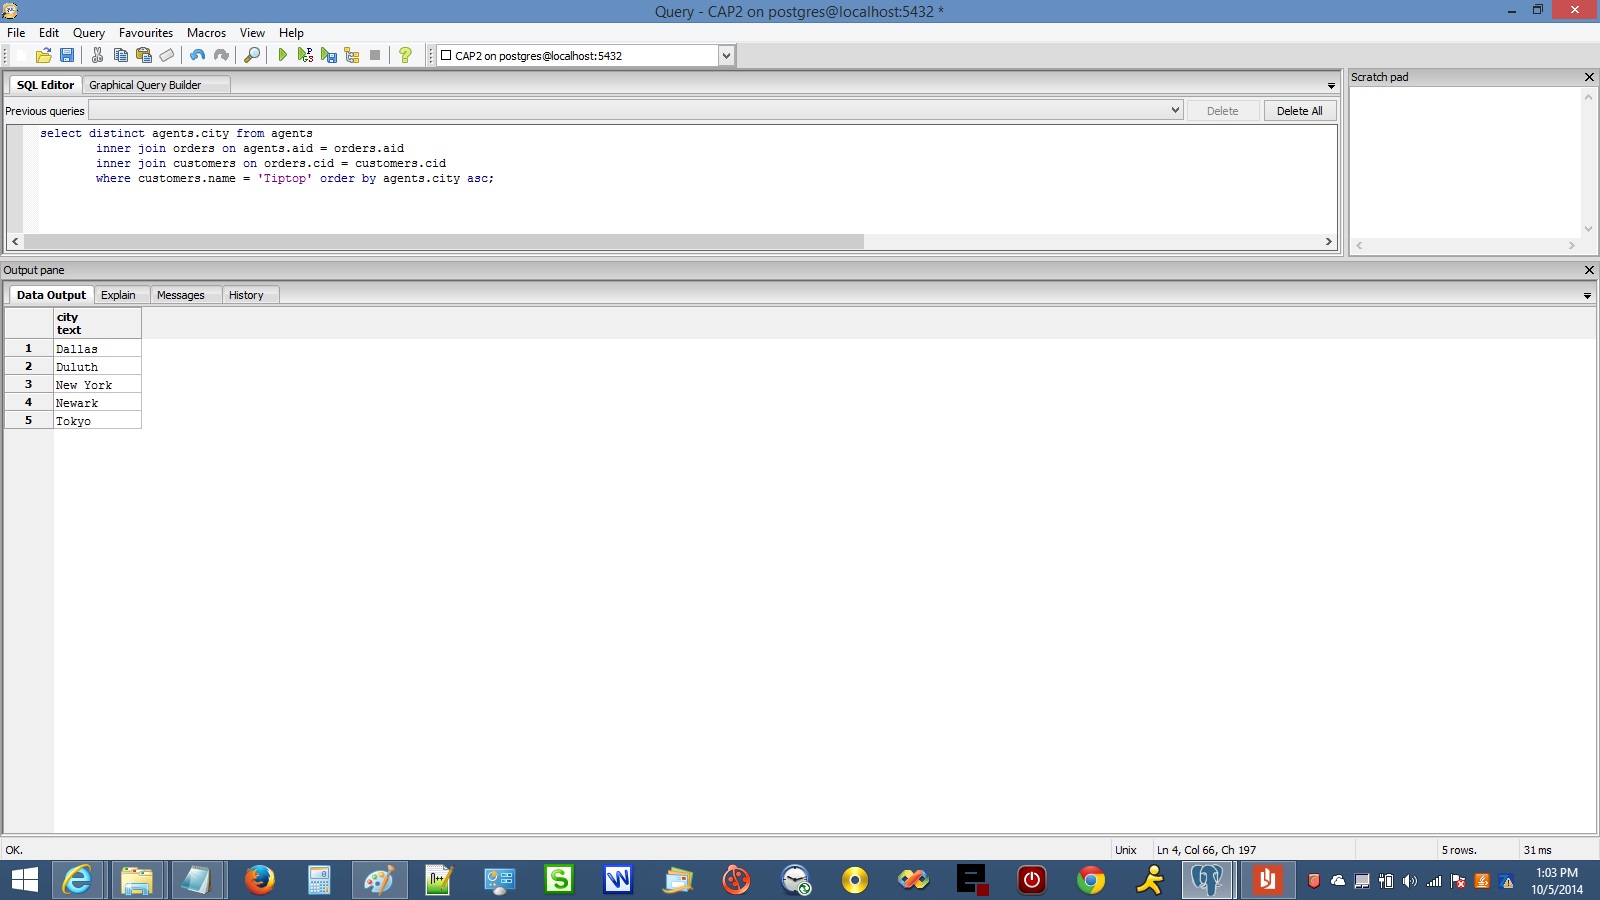 Query - CAP2 on postgres@localhost:5432 *
File Edit Query Favourites Macros View Help
CAP2 on postgres@localhost:5432
SQL Editor Graphical Query Builder
Scratch pad
Previous queries Delete Delete All
select distinct agents.city from agents
inner join orders on agents.aid = orders.aid
inner join customers on orders.cid = customers.cid
where customers.name = 'Tiptop' order by agents.city asc;
Output pane
Data Output Explain Messages History
city
text
1 Dallas
2 Duluth
3 New York
4 Newark
5 Tokyo
OK. Unix Ln 4, Col 66, Ch 197 5 rows. 31 ms
1:03 PM
10/5/2014